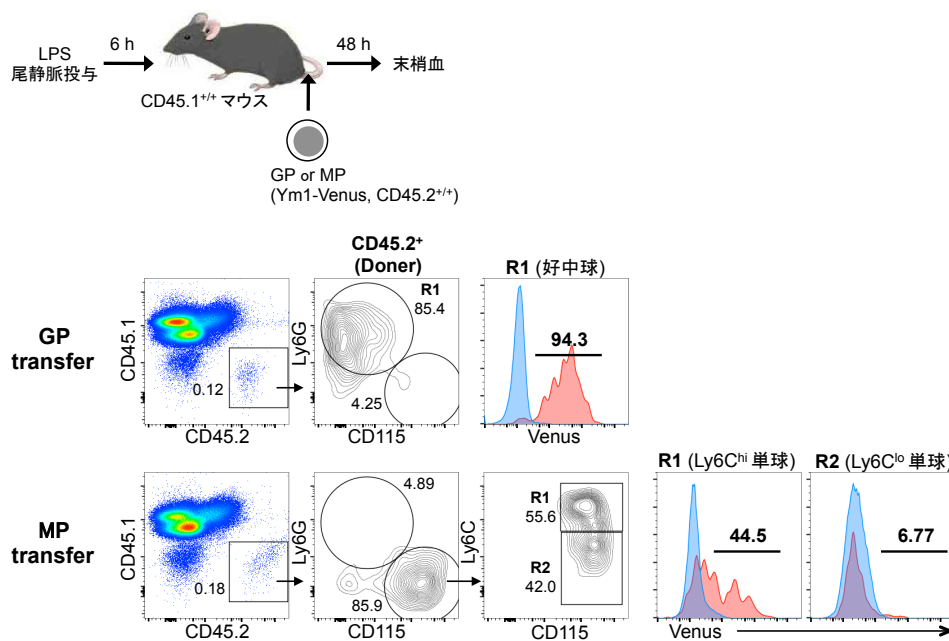 LPS
尾静脈投与
6 h
48 h
末梢血
CD45.1+/+ マウス
GP or MP
(Ym1-Venus, CD45.2+/+)
CD45.2+
(Doner)
R1 (好中球)
GP
transfer
CD45.1
0.12
CD45.2
Ly6G
R1
85.4
4.25
CD115
94.3
Venus
R1 (Ly6Chi 単球)
R2 (Ly6Clo 単球)
MP
transfer
CD45.1
0.18
CD45.2
Ly6G
4.89
85.9
CD115
Ly6C
R1
55.6
R2
42.0
CD115
44.5
6.77
Venus